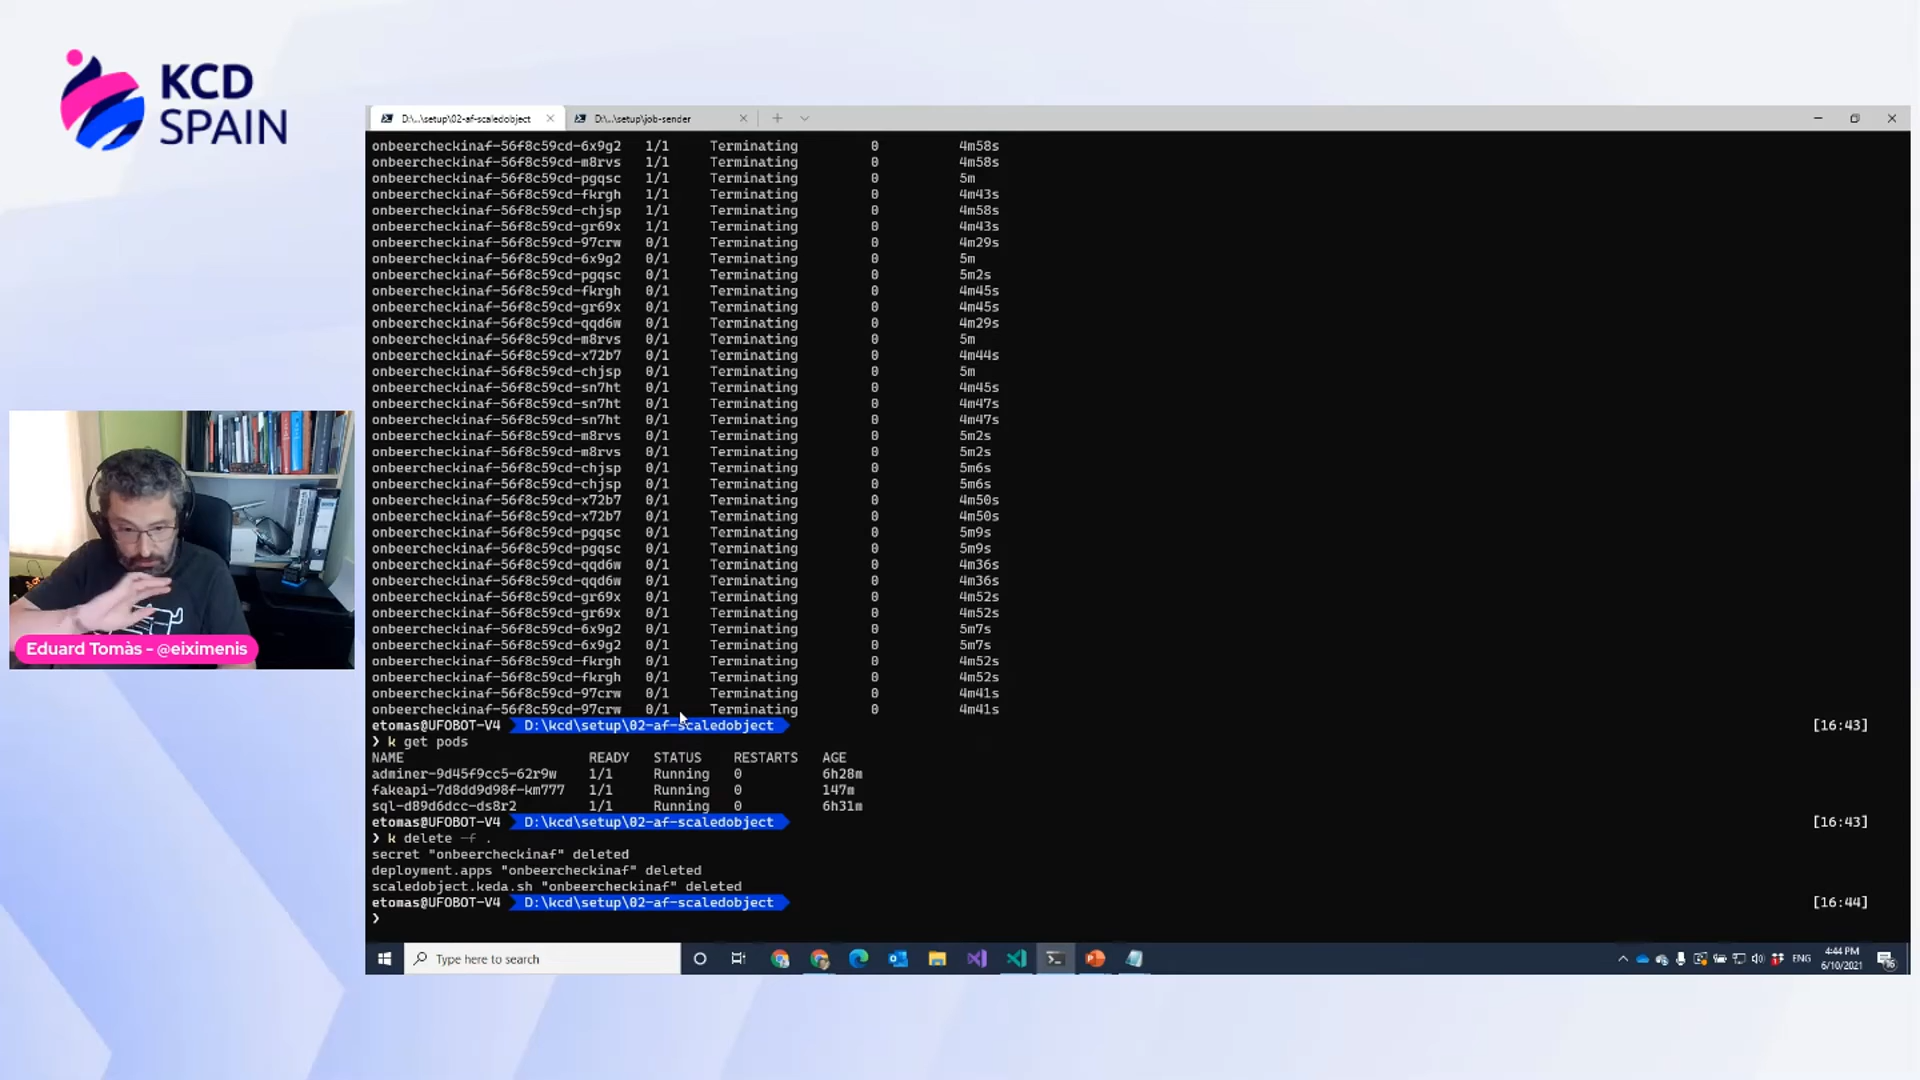 KCD
SPAIN
D:\...\setup\02-af-scaledobject
D:\...\setup\job-sender
onbeercheckinaf-56f8c59cd-6x9g2 1/1 Terminating 0 4m58s
onbeercheckinaf-56f8c59cd-m8rvs 1/1 Terminating 0 4m58s
onbeercheckinaf-56f8c59cd-pgqsc 1/1 Terminating 0 5m
onbeercheckinaf-56f8c59cd-fkrgh 1/1 Terminating 0 4m43s
onbeercheckinaf-56f8c59cd-chjsp 1/1 Terminating 0 4m58s
onbeercheckinaf-56f8c59cd-gr69x 1/1 Terminating 0 4m43s
onbeercheckinaf-56f8c59cd-97crw 0/1 Terminating 0 4m29s
onbeercheckinaf-56f8c59cd-6x9g2 0/1 Terminating 0 5m
onbeercheckinaf-56f8c59cd-pgqsc 0/1 Terminating 0 5m2s
onbeercheckinaf-56f8c59cd-fkrgh 0/1 Terminating 0 4m45s
onbeercheckinaf-56f8c59cd-gr69x 0/1 Terminating 0 4m45s
onbeercheckinaf-56f8c59cd-qqd6w 0/1 Terminating 0 4m29s
onbeercheckinaf-56f8c59cd-m8rvs 0/1 Terminating 0 5m
onbeercheckinaf-56f8c59cd-x72b7 0/1 Terminating 0 4m44s
onbeercheckinaf-56f8c59cd-chjsp 0/1 Terminating 0 5m
onbeercheckinaf-56f8c59cd-sn7ht 0/1 Terminating 0 4m45s
onbeercheckinaf-56f8c59cd-sn7ht 0/1 Terminating 0 4m47s
onbeercheckinaf-56f8c59cd-sn7ht 0/1 Terminating 0 4m47s
onbeercheckinaf-56f8c59cd-m8rvs 0/1 Terminating 0 5m2s
onbeercheckinaf-56f8c59cd-m8rvs 0/1 Terminating 0 5m2s
onbeercheckinaf-56f8c59cd-chjsp 0/1 Terminating 0 5m6s
onbeercheckinaf-56f8c59cd-chjsp 0/1 Terminating 0 5m6s
onbeercheckinaf-56f8c59cd-x72b7 0/1 Terminating 0 4m50s
onbeercheckinaf-56f8c59cd-x72b7 0/1 Terminating 0 4m50s
onbeercheckinaf-56f8c59cd-pgqsc 0/1 Terminating 0 5m9s
onbeercheckinaf-56f8c59cd-pgqsc 0/1 Terminating 0 5m9s
onbeercheckinaf-56f8c59cd-qqd6w 0/1 Terminating 0 4m36s
onbeercheckinaf-56f8c59cd-qqd6w 0/1 Terminating 0 4m36s
onbeercheckinaf-56f8c59cd-gr69x 0/1 Terminating 0 4m52s
onbeercheckinaf-56f8c59cd-gr69x 0/1 Terminating 0 4m52s
onbeercheckinaf-56f8c59cd-6x9g2 0/1 Terminating 0 5m7s
onbeercheckinaf-56f8c59cd-6x9g2 0/1 Terminating 0 5m7s
onbeercheckinaf-56f8c59cd-fkrgh 0/1 Terminating 0 4m52s
onbeercheckinaf-56f8c59cd-fkrgh 0/1 Terminating 0 4m52s
onbeercheckinaf-56f8c59cd-97crw 0/1 Terminating 0 4m41s
onbeercheckinaf-56f8c59cd-97crw 0/1 Terminating 0 4m41s
etomas@UFOBOT-V4 D:\kcd\setup\02-af-scaledobject [16:43]
❯ k get pods
NAME READY STATUS RESTARTS AGE
adminer-9d45f9cc5-62r9w 1/1 Running 0 6h28m
fakeapi-7d8dd9d98f-km777 1/1 Running 0 147m
sql-d89d6dcc-ds8r2 1/1 Running 0 6h31m
etomas@UFOBOT-V4 D:\kcd\setup\02-af-scaledobject [16:43]
❯ k delete -f .
secret "onbeercheckinaf" deleted
deployment.apps "onbeercheckinaf" deleted
scaledobject.keda.sh "onbeercheckinaf" deleted
etomas@UFOBOT-V4 D:\kcd\setup\02-af-scaledobject [16:44]
❯
Eduard Tomàs - @eiximenis
Type here to search
ENG
4:44 PM
6/10/2021